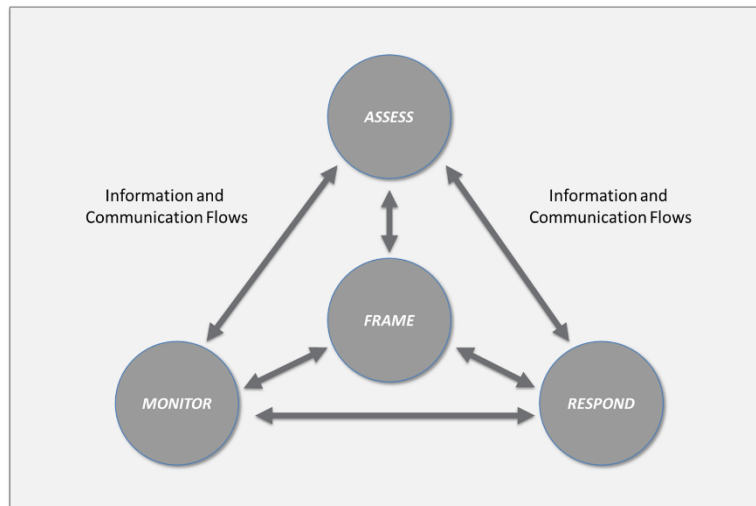 ASSESS
Information and
Communication Flows
Information and
Communication Flows
FRAME
MONITOR
RESPOND